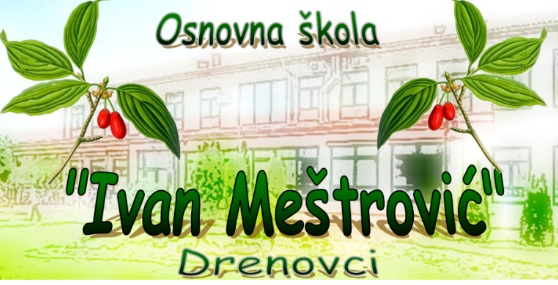 Osnovna škola
"Ivan Meštrović"
Drenovci